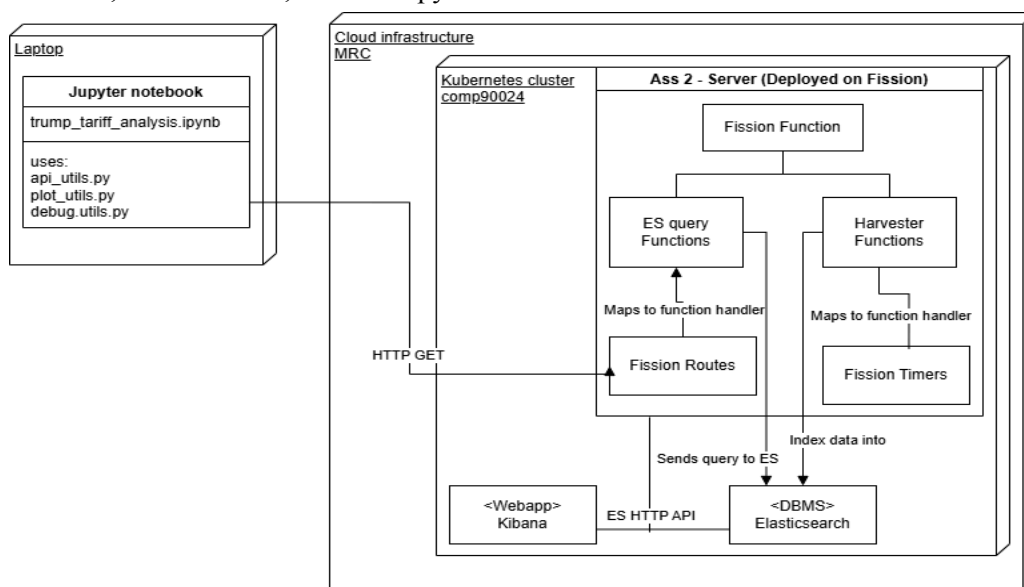 Laptop
Jupyter notebook
trump_tariff_analysis.ipynb
uses:
api_utils.py
plot_utils.py
debug.utils.py
Cloud infrastructure
MRC
Kubernetes cluster
comp90024
Ass 2 - Server (Deployed on Fission)
Fission Function
ES query
Functions
Harvester
Functions
Maps to function handler
Maps to function handler
HTTP GET
Fission Routes
Fission Timers
Index data into
Sends query to ES
<Webapp>
Kibana
ES HTTP API
<DBMS>
Elasticsearch